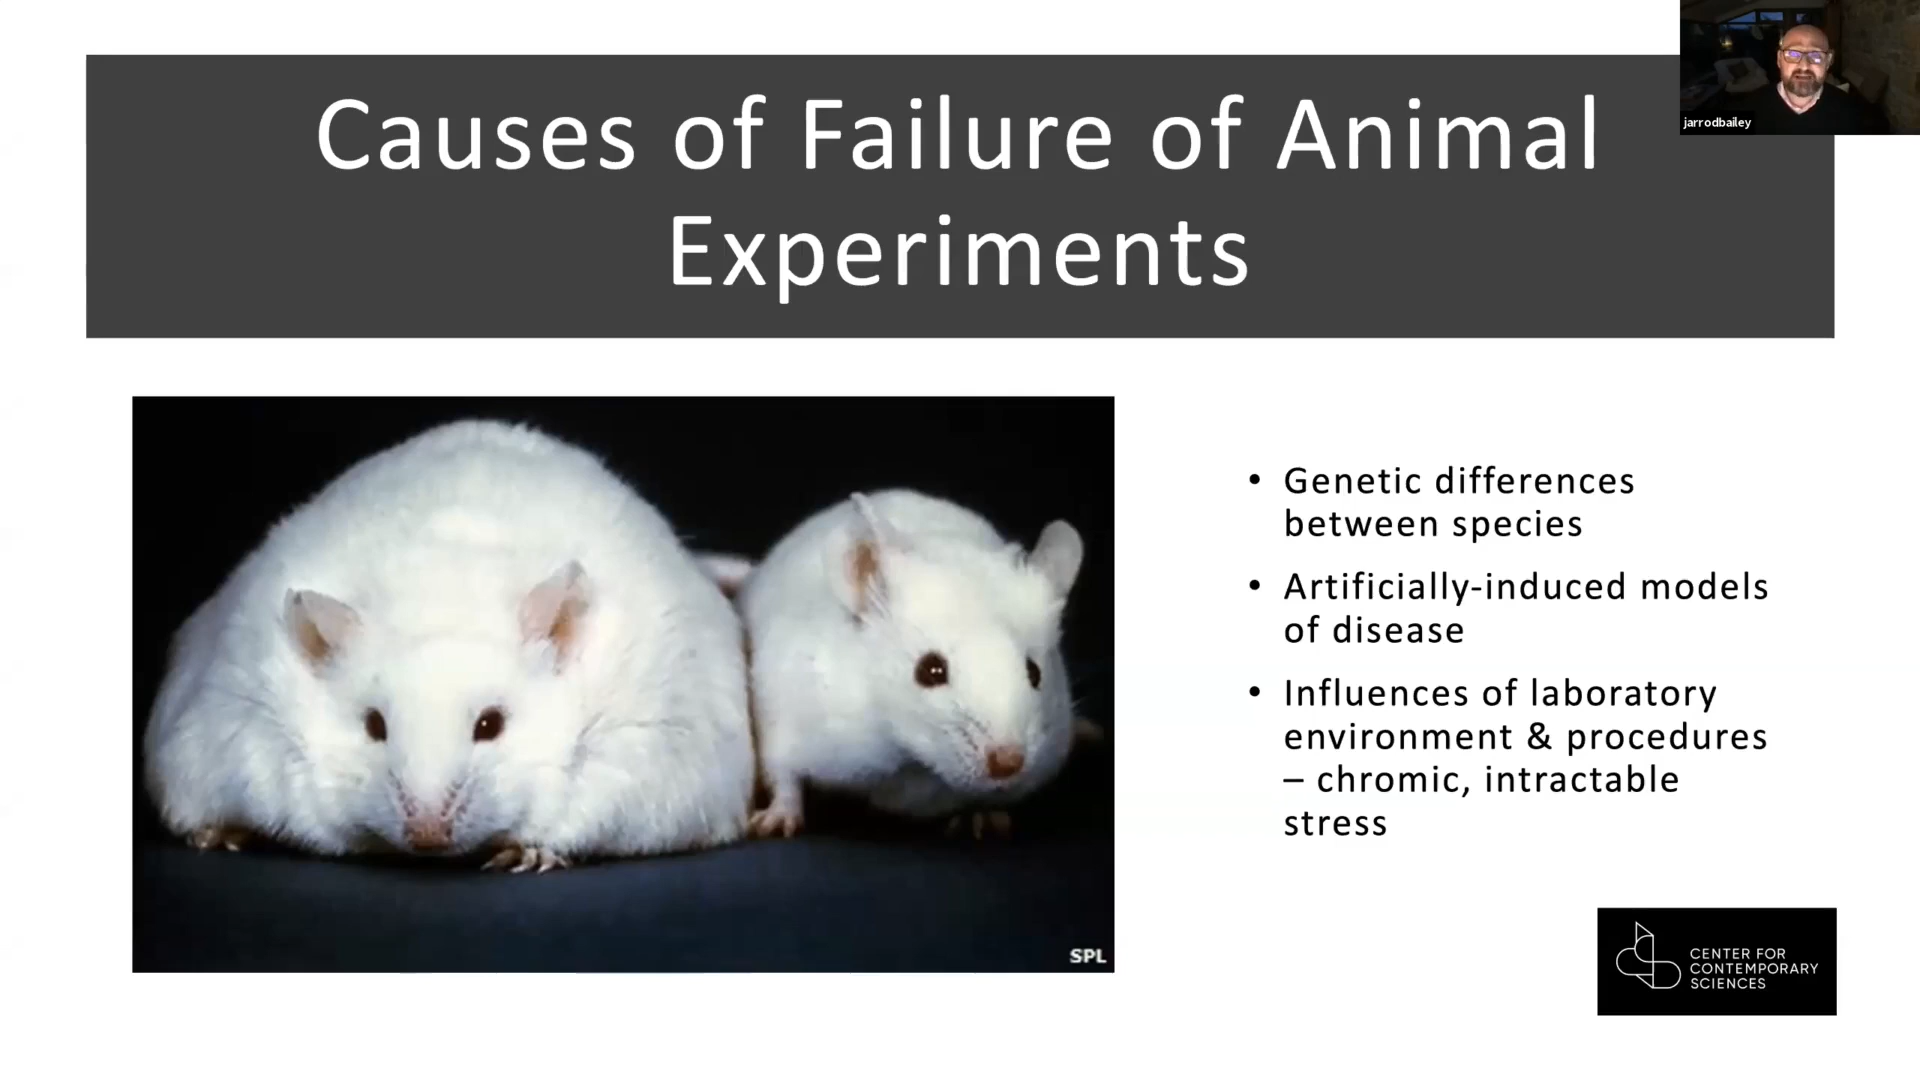 jarrodbailey
Causes of Failure of Animal
Experiments
• Genetic differences
between species
• Artificially-induced models
of disease
• Influences of laboratory
environment & procedures
– chromic, intractable
stress
SPL
CENTER FOR
CONTEMPORARY
SCIENCES